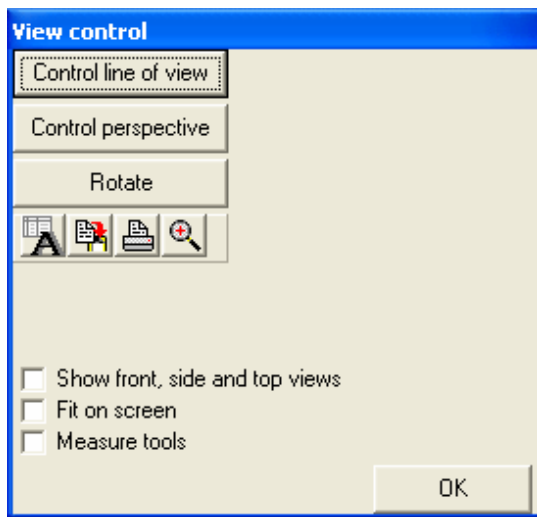 View control
Control line of view
Control perspective
Rotate
A
Show front, side and top views
Fit on screen
Measure tools
OK